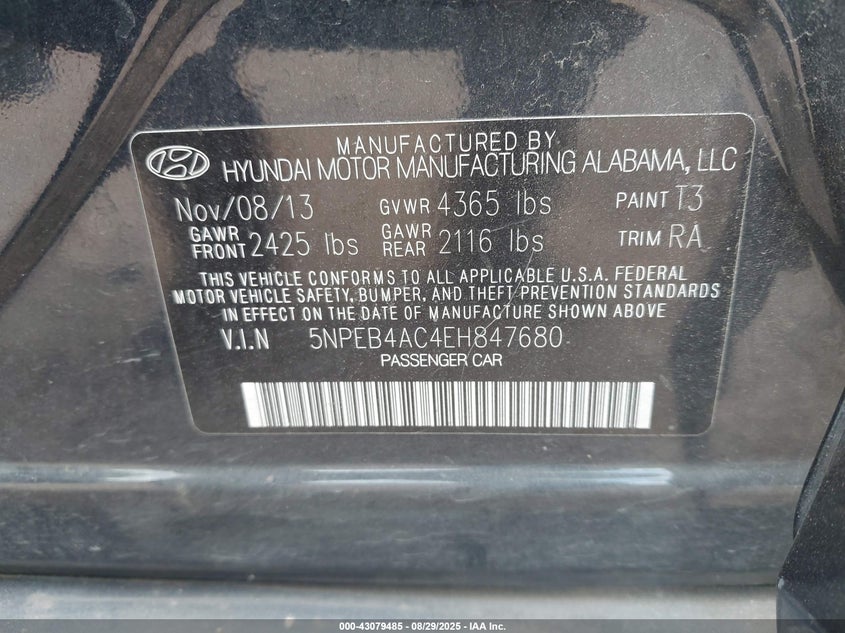 MANUFACTURED BY
HYUNDAI MOTOR MANUFACTURING ALABAMA, LLC
Nov/08/13 GVWR 4365 lbs PAINT T3
GAWR FRONT 2425 lbs GAWR REAR 2116 lbs TRIM RA
THIS VEHICLE CONFORMS TO ALL APPLICABLE U.S.A. FEDERAL
MOTOR VEHICLE SAFETY, BUMPER, AND THEFT PREVENTION STANDARDS
IN EFFECT ON THE DATE OF MANUFACTURE SHOWN ABOVE
V.I.N 5NPEB4AC4EH847680
PASSENGER CAR
000-43079485 - 08/29/2025 - IAA Inc.